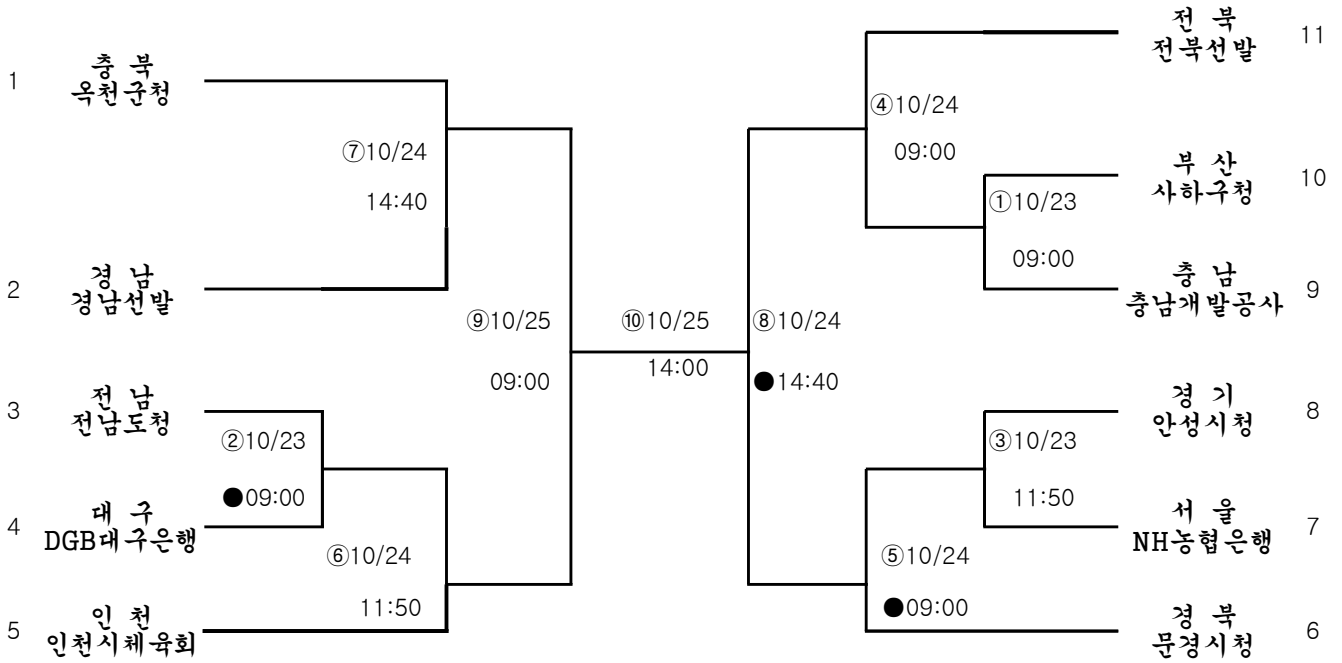 1
충 북
옥천군청
⑦10/24
14:40
2
경 남
경남선발
3
전 남
전남도청
②10/23
●09:00
4
대 구
DGB대구은행
⑥10/24
11:50
5
인 천
인천시체육회
⑨10/25
09:00
⑩10/25
14:00
⑧10/24
●14:40
전 북
전북선발
11
④10/24
09:00
부 산
사하구청
10
①10/23
09:00
충 남
충남개발공사
9
경 기
안성시청
8
③10/23
11:50
서 울
NH농협은행
7
⑤10/24
●09:00
경 북
문경시청
6